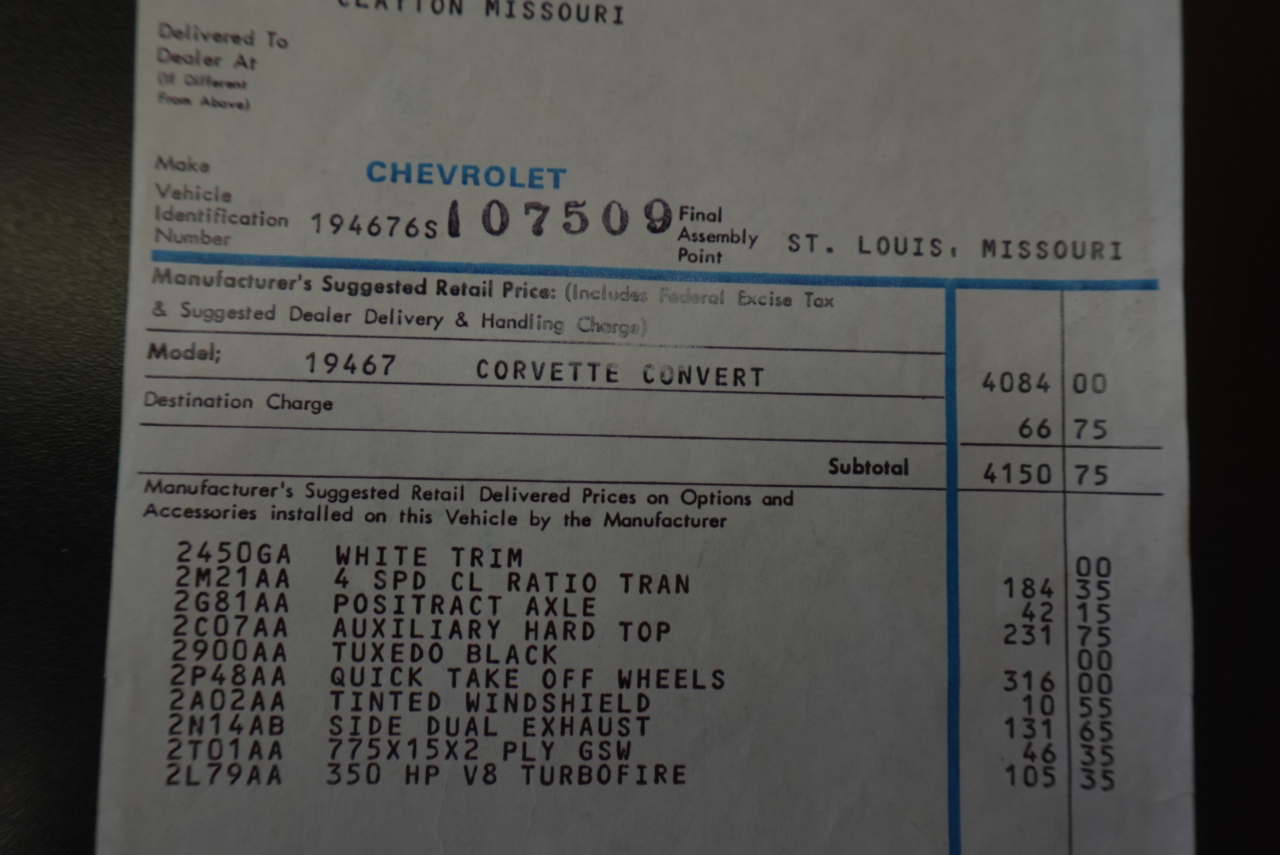 CLAYTON MISSOURI
Delivered To
Dealer At
(If Different
From Above)
Make CHEVROLET
Vehicle
Identification
Number 194676S107509 Final
Assembly
Point ST. LOUIS, MISSOURI
Manufacturer's Suggested Retail Price: (Includes Federal Excise Tax
& Suggested Dealer Delivery & Handling Charge)
Model; 19467 CORVETTE CONVERT 4084 00
Destination Charge 66 75
Subtotal 4150 75
Manufacturer's Suggested Retail Delivered Prices on Options and
Accessories installed on this Vehicle by the Manufacturer
2450GA WHITE TRIM 00
2M21AA 4 SPD CL RATIO TRAN 184 35
2G81AA POSITRACT AXLE 42 15
2C07AA AUXILIARY HARD TOP 231 75
2900AA TUXEDO BLACK 00
2P48AA QUICK TAKE OFF WHEELS 316 00
2A02AA TINTED WINDSHIELD 10 55
2N14AB SIDE DUAL EXHAUST 131 65
2T01AA 775X15X2 PLY GSW 46 35
2L79AA 350 HP V8 TURBOFIRE 105 35